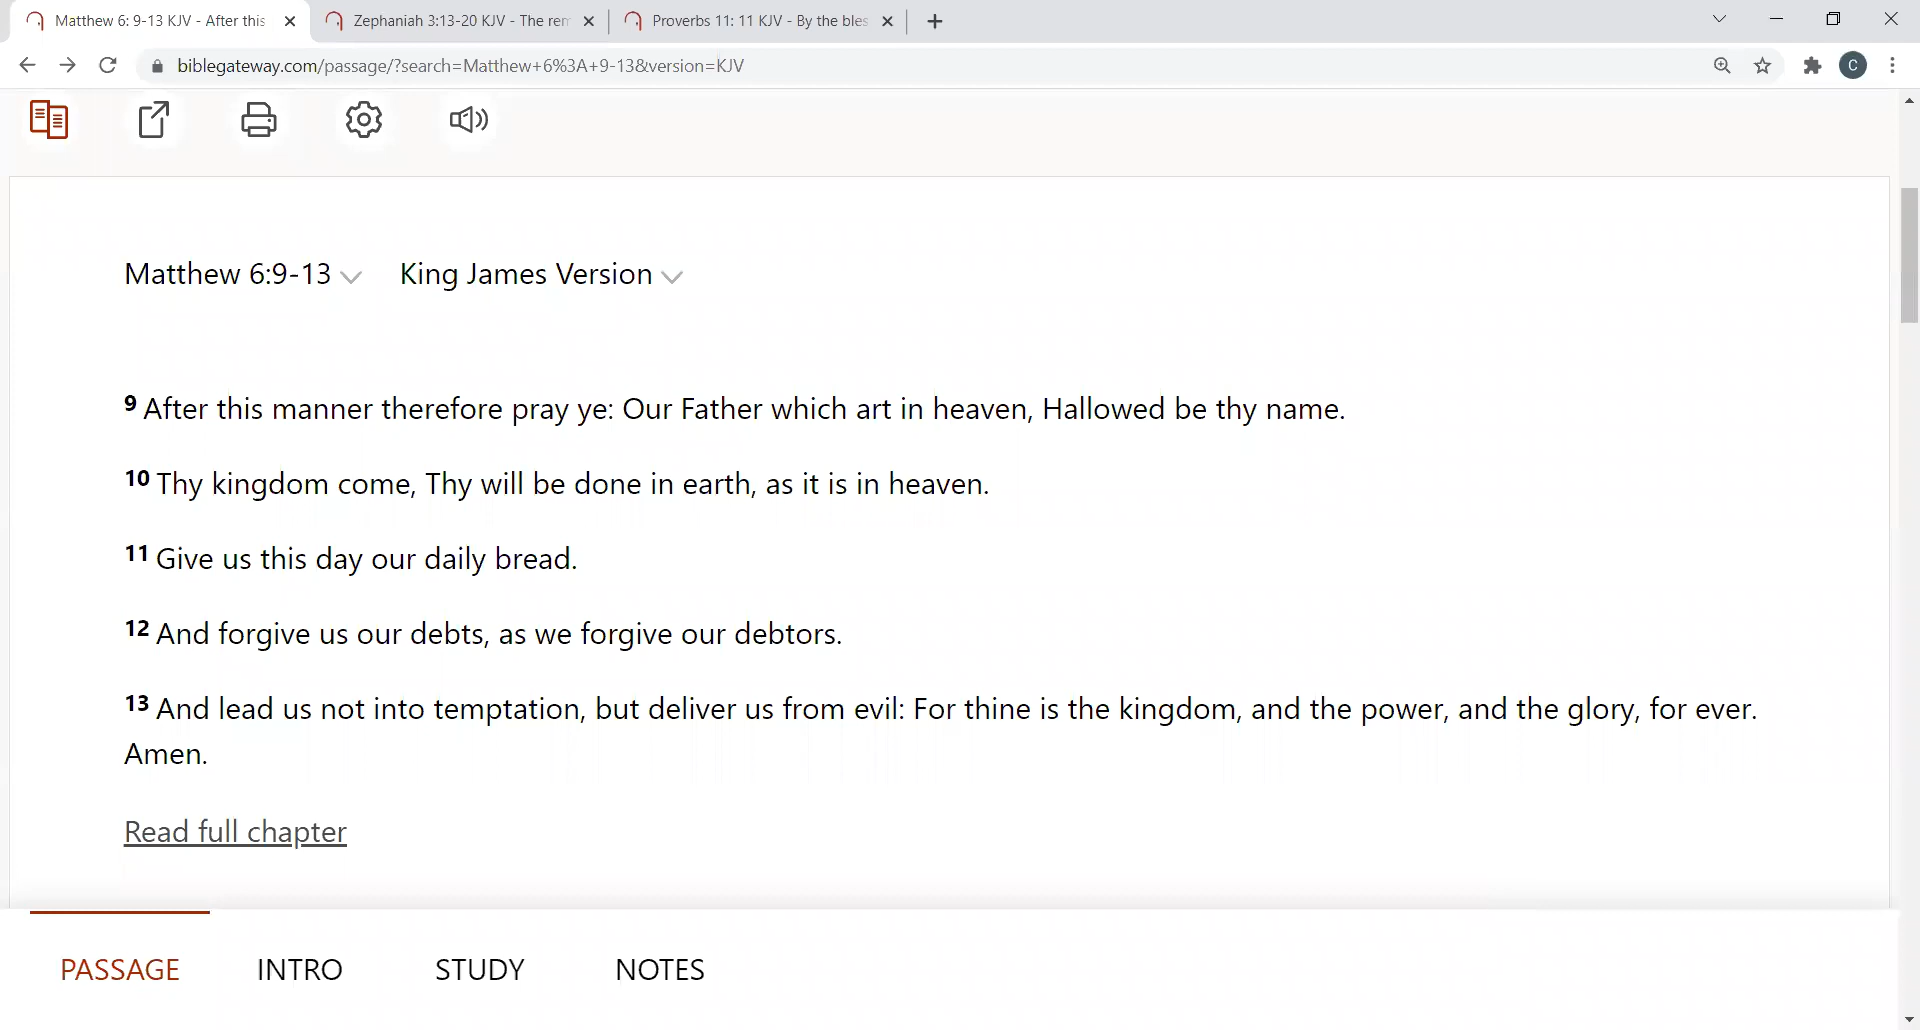 Matthew 6: 9-13 KJV - After this
Zephaniah 3:13-20 KJV - The rem
Proverbs 11: 11 KJV - By the bles
biblegateway.com/passage/?search=Matthew+6%3A+9-13&version=KJV
C
Matthew 6:9-13 King James Version
9 After this manner therefore pray ye: Our Father which art in heaven, Hallowed be thy name.
10 Thy kingdom come, Thy will be done in earth, as it is in heaven.
11 Give us this day our daily bread.
12 And forgive us our debts, as we forgive our debtors.
13 And lead us not into temptation, but deliver us from evil: For thine is the kingdom, and the power, and the glory, for ever.
Amen.
Read full chapter
PASSAGE INTRO STUDY NOTES